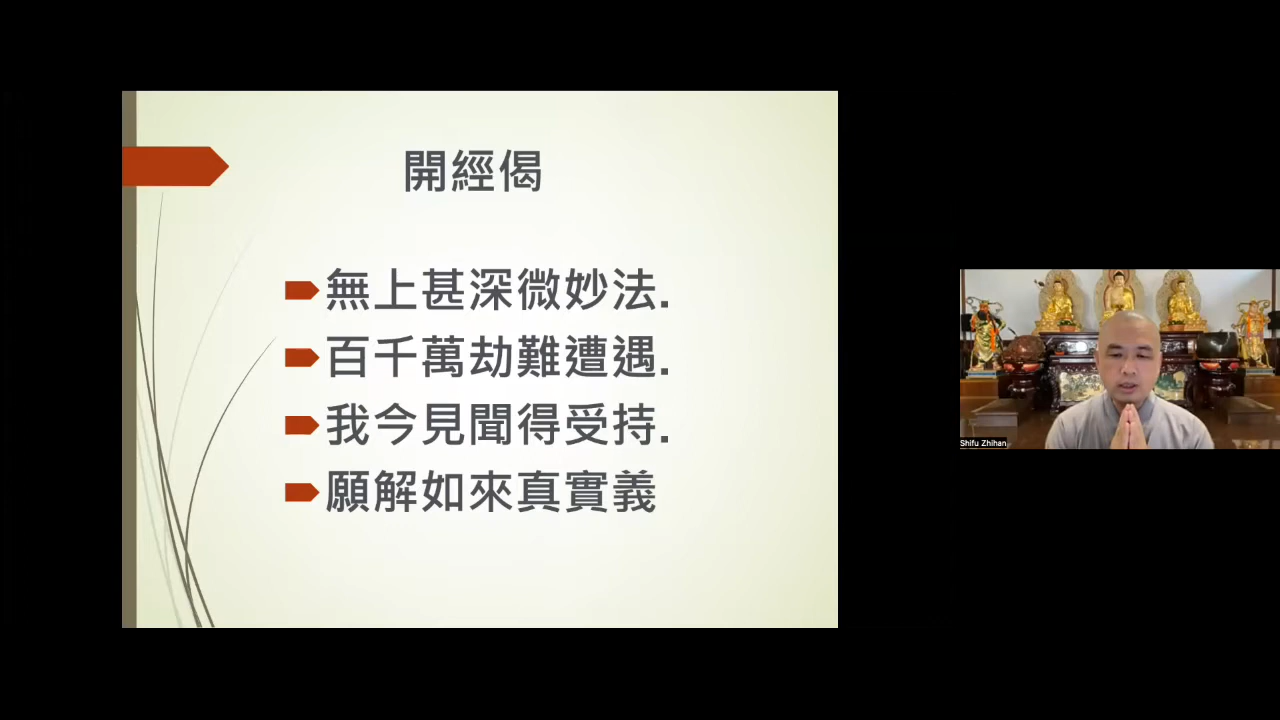 開經偈
無上甚深微妙法.
百千萬劫難遭遇.
我今見聞得受持.
願解如來真實義
Shifu Zhihan